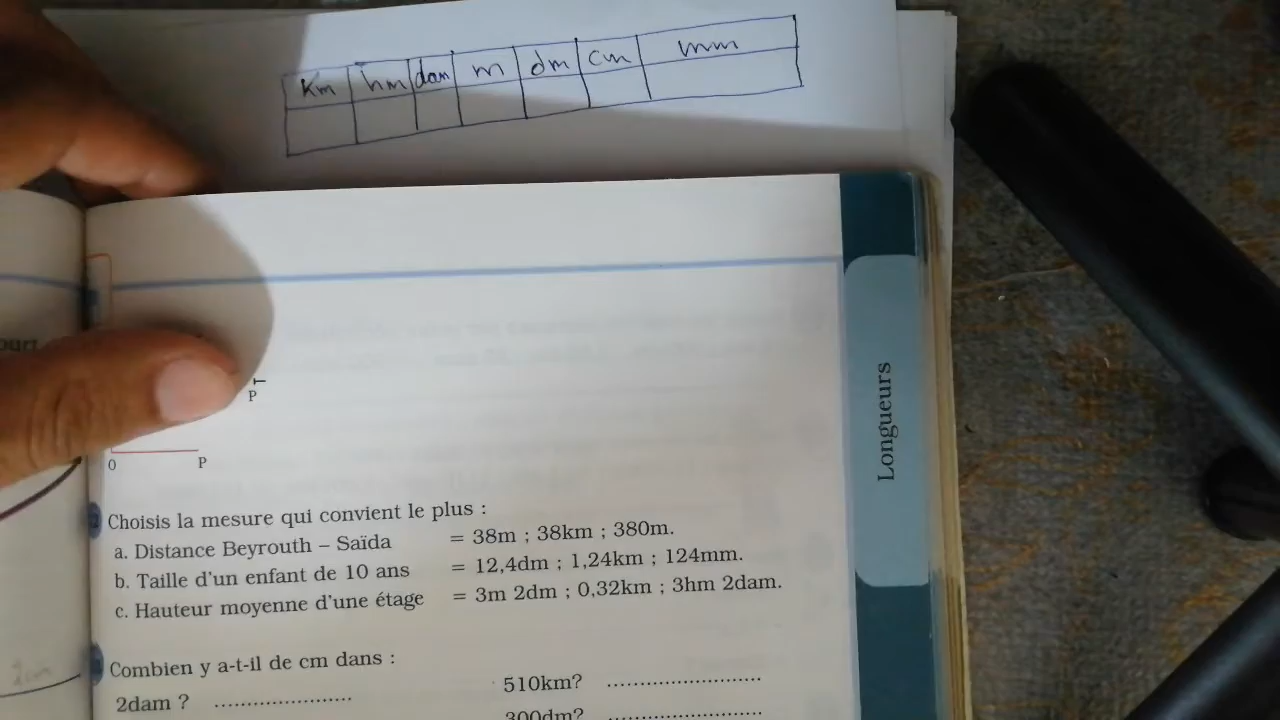 Km hm dam m dm cm mm
Longueurs
P
O P
Choisis la mesure qui convient le plus :
a. Distance Beyrouth – Saïda = 38m ; 38km ; 380m.
b. Taille d'un enfant de 10 ans = 12,4dm ; 1,24km ; 124mm.
c. Hauteur moyenne d'une étage = 3m 2dm ; 0,32km ; 3hm 2dam.
Combien y a-t-il de cm dans :
2dam ? ..................... 510km? ........................
300dm? ........................
2cm